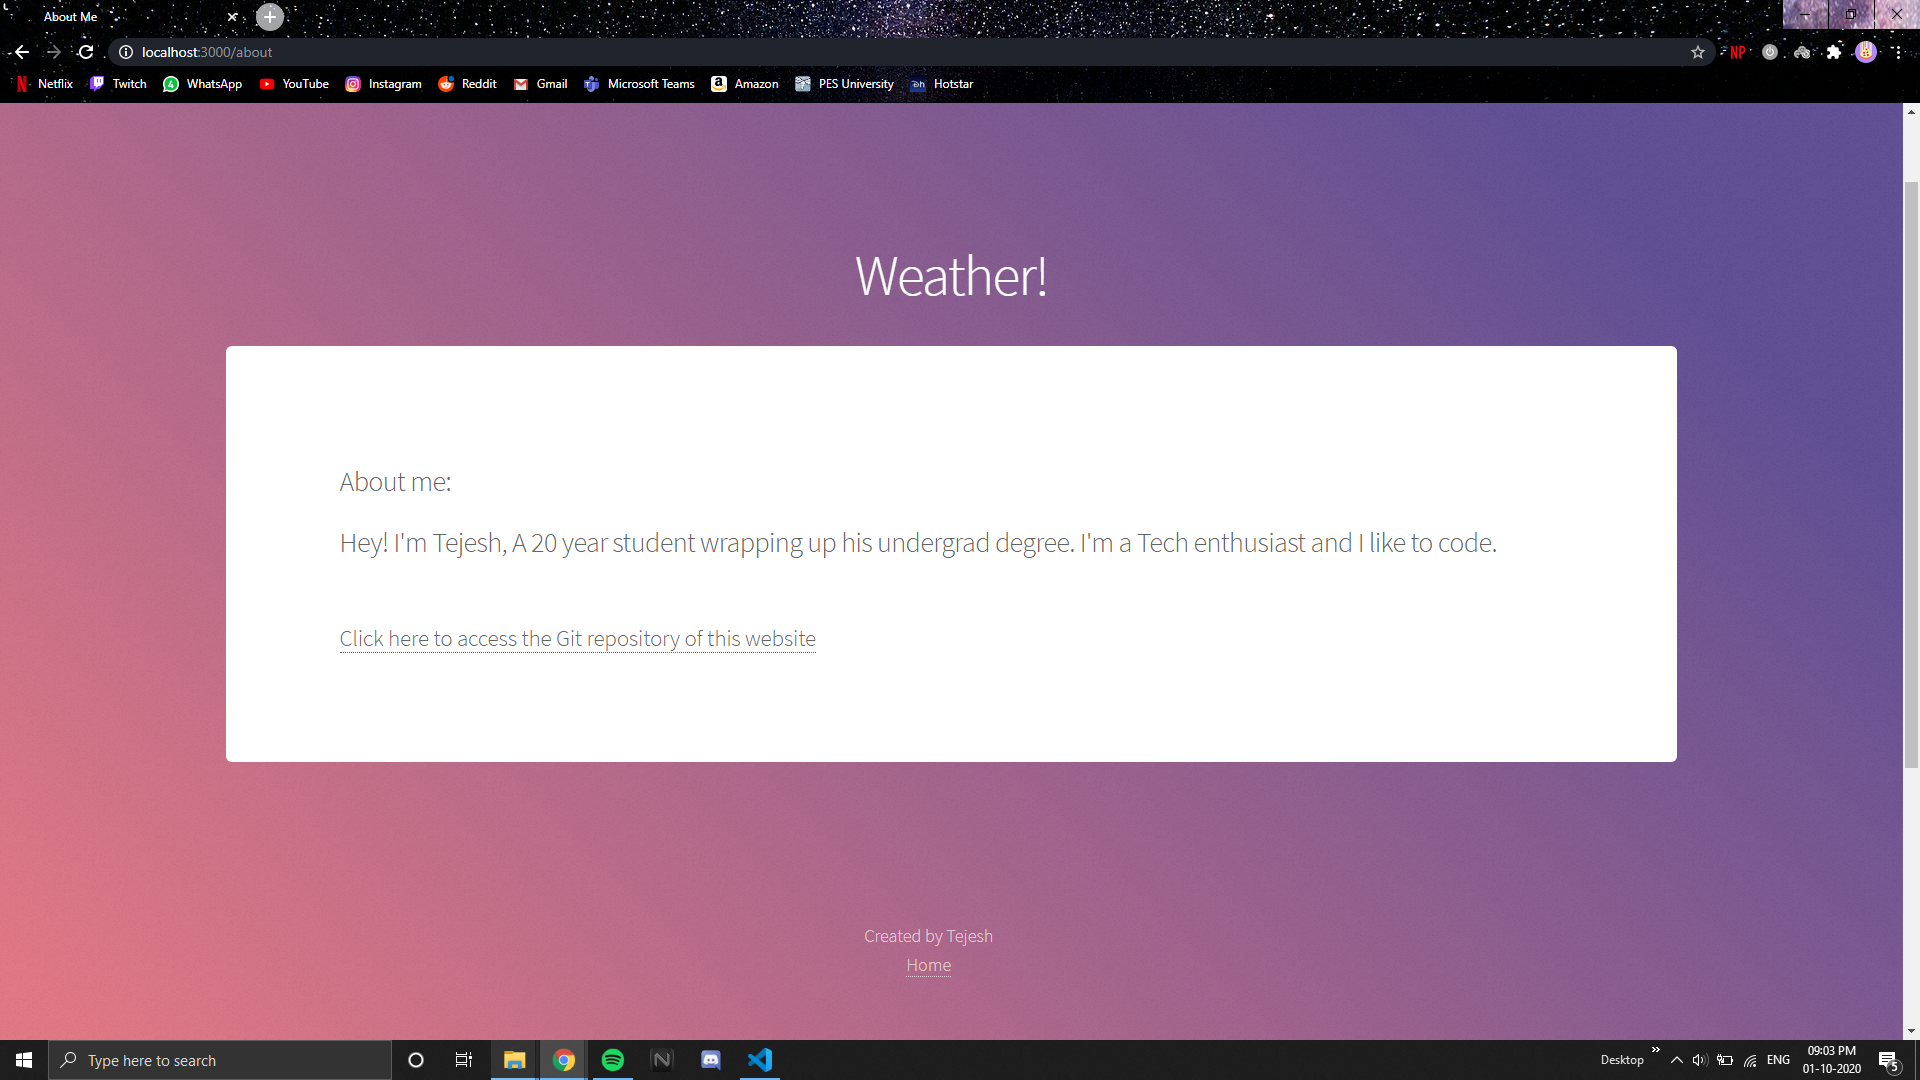 About Me
localhost:3000/about
NP
Netflix Twitch 4 WhatsApp YouTube Instagram Reddit Gmail Microsoft Teams a Amazon PES University Hotstar
Weather!
About me:
Hey! I'm Tejesh, A 20 year student wrapping up his undergrad degree. I'm a Tech enthusiast and I like to code.
Click here to access the Git repository of this website
Created by Tejesh
Home
Type here to search
Desktop
ENG
09:03 PM
01-10-2020
5